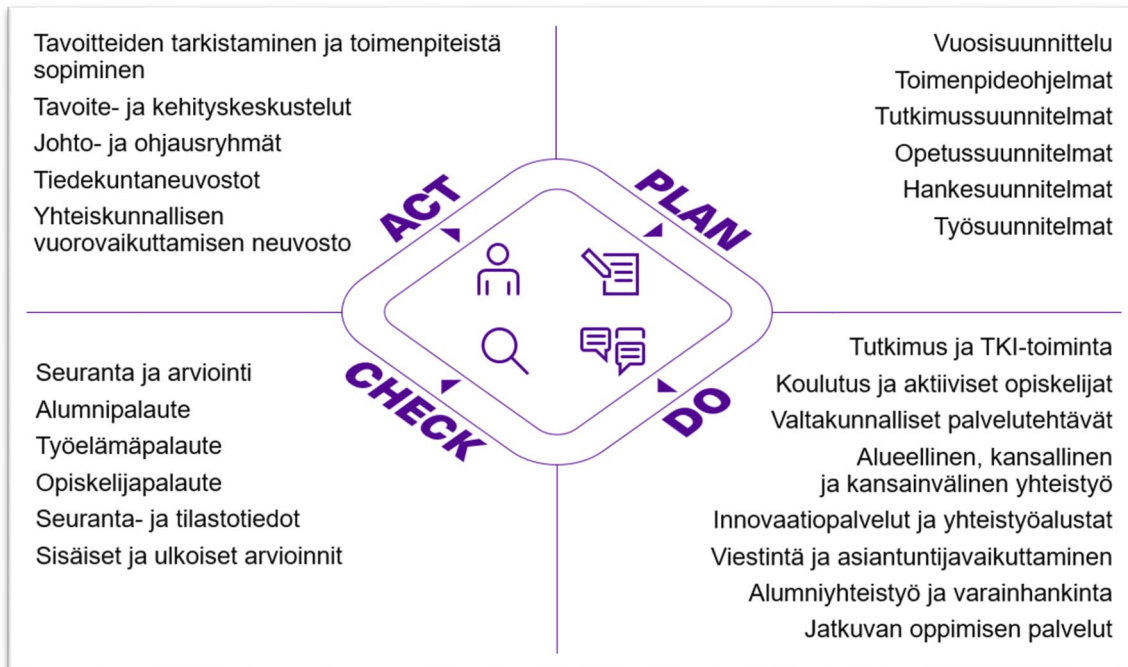 Tavoitteiden tarkistaminen ja toimenpiteistä
sopiminen
Tavoite- ja kehityskeskustelut
Johto- ja ohjausryhmät
Tiedekuntaneuvostot
Yhteiskunnallisen
vuorovaikuttamisen neuvosto
ACT
PLAN
Vuosisuunnittelu
Toimenpideohjelmat
Tutkimussuunnitelmat
Opetussuunnitelmat
Hankesuunnitelmat
Työsuunnitelmat
CHECK
Seuranta ja arviointi
Alumnipalaute
Työelämäpalaute
Opiskelijapalaute
Seuranta- ja tilastotiedot
Sisäiset ja ulkoiset arvioinnit
DO
Tutkimus ja TKI-toiminta
Koulutus ja aktiiviset opiskelijat
Valtakunnalliset palvelutehtävät
Alueellinen, kansallinen
ja kansainvälinen yhteistyö
Innovaatiopalvelut ja yhteistyöalustat
Viestintä ja asiantuntijavaikuttaminen
Alumniyhteistyö ja varainhankinta
Jatkuvan oppimisen palvelut